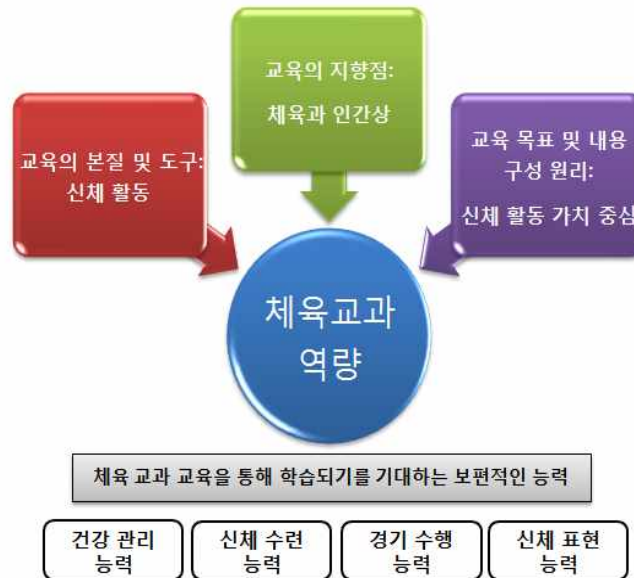 교육의 지향점:
체육과 인간상
교육의 본질 및 도구:
신체 활동
교육 목표 및 내용
구성 원리:
신체 활동 가치 중심
체육교과
역량
체육 교과 교육을 통해 학습되기를 기대하는 보편적인 능력
건강 관리
능력
신체 수련
능력
경기 수행
능력
신체 표현
능력